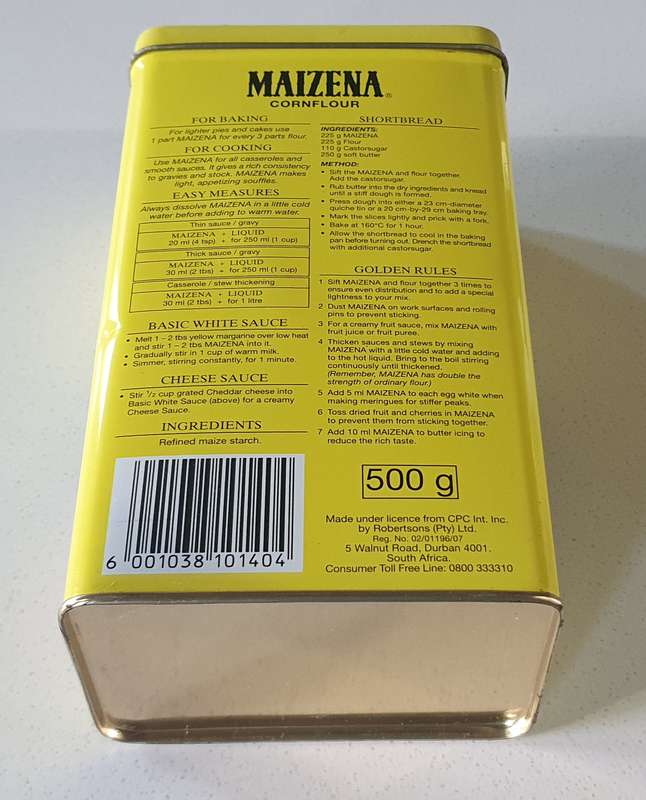 MAIZENA®
CORNFLOUR
FOR BAKING
For lighter pies and cakes use
1 part MAIZENA for every 3 parts flour.
FOR COOKING
Use MAIZENA for all casseroles and
smooth sauces. It gives a rich consistency
to gravies and stock. MAIZENA makes
light, appetizing soufflés.
EASY MEASURES
Always dissolve MAIZENA in a little cold
water before adding to warm water.
Thin sauce / gravy
MAIZENA + LIQUID
20 ml (4 tsp) + for 250 ml (1 cup)
Thick sauce / gravy
MAIZENA + LIQUID
30 ml (2 tbs) + for 250 ml (1 cup)
Casserole / stew thickening
MAIZENA + LIQUID
30 ml (2 tbs) + for 1 litre
BASIC WHITE SAUCE
• Melt 1 – 2 tbs yellow margarine over low heat
and stir 1 – 2 tbs MAIZENA into it.
• Gradually stir in 1 cup of warm milk.
• Simmer, stirring constantly, for 1 minute.
CHEESE SAUCE
• Stir 1/2 cup grated Cheddar cheese into
Basic White Sauce (above) for a creamy
Cheese Sauce.
INGREDIENTS
Refined maize starch.
6 001038 101404
SHORTBREAD
INGREDIENTS:
225 g MAIZENA
225 g Flour
110 g Castorsugar
250 g soft butter
METHOD:
• Sift the MAIZENA and flour together.
Add the castorsugar.
• Rub butter into the dry ingredients and knead
until a stiff dough is formed.
• Press dough into either a 23 cm-diameter
quiche tin or a 20 cm-by-29 cm baking tray.
• Mark the slices lightly and prick with a fork.
• Bake at 160°C for 1 hour.
• Allow the shortbread to cool in the baking
pan before turning out. Drench the shortbread
with additional castorsugar.
GOLDEN RULES
1 Sift MAIZENA and flour together 3 times to
ensure even distribution and to add a special
lightness to your mix.
2 Dust MAIZENA on work surfaces and rolling
pins to prevent sticking.
3 For a creamy fruit sauce, mix MAIZENA with
fruit juice or fruit puree.
4 Thicken sauces and stews by mixing
MAIZENA with a little cold water and adding
to the hot liquid. Bring to the boil stirring
continuously until thickened.
(Remember, MAIZENA has double the
strength of ordinary flour.)
5 Add 5 ml MAIZENA to each egg white when
making meringues for stiffer peaks.
6 Toss dried fruit and cherries in MAIZENA
to prevent them from sticking together.
7 Add 10 ml MAIZENA to butter icing to
reduce the rich taste.
500 g
Made under licence from CPC Int. Inc.
by Robertsons (Pty) Ltd.
Reg. No. 02/01196/07
5 Walnut Road, Durban 4001.
South Africa.
Consumer Toll Free Line: 0800 333310